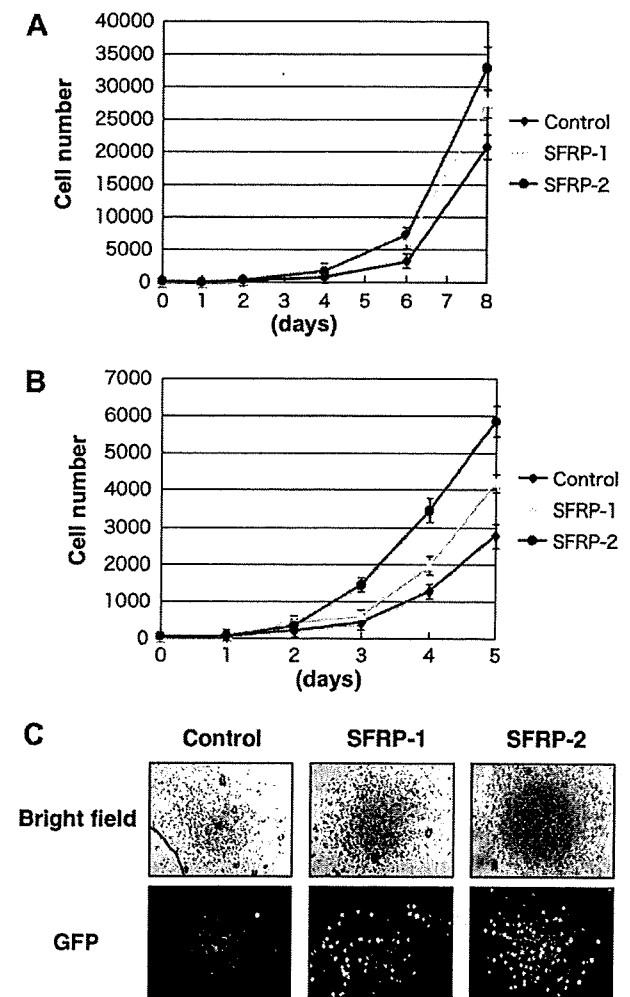 A
Cell number
40000
35000
30000
25000
20000
15000
10000
5000
0
0 1 2 3 4 5 6 7 8
(days)
Control
SFRP-1
SFRP-2
B
Cell number
7000
6000
5000
4000
3000
2000
1000
0
0 1 2 3 4 5
(days)
Control
SFRP-1
SFRP-2
C
Control SFRP-1 SFRP-2
Bright field
GFP